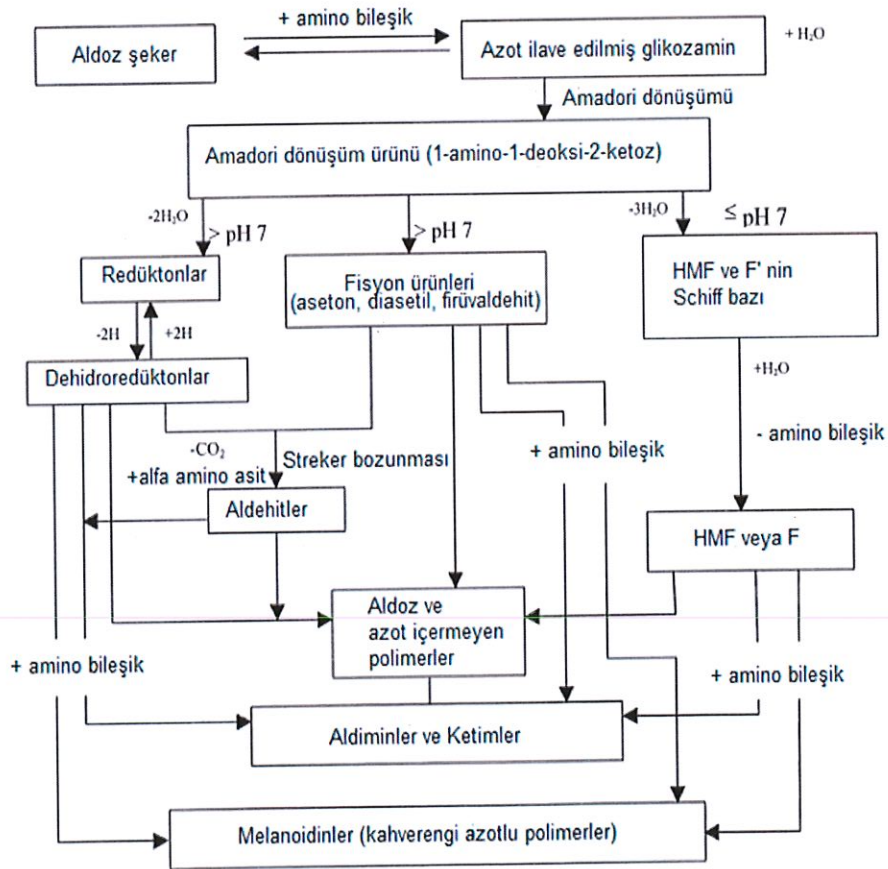 + amino bileşik
Aldoz şeker
Azot ilave edilmiş glikozamin
+ H₂O
Amadori dönüşümü
Amadori dönüşüm ürünü (1-amino-1-deoksi-2-ketoz)
-2H₂O
> pH 7
> pH 7
-3H₂O
≤ pH 7
Redüktonlar
Fisyon ürünleri
(aseton, diasetil, firüvaldehit)
HMF ve F' nin
Schiff bazı
-2H
+2H
Dehidroredüktonlar
+H₂O
- amino bileşik
-CO₂
Streker bozunması
+ amino bileşik
+alfa amino asit
Aldehitler
HMF veya F
Aldoz ve
azot içermeyen
polimerler
+ amino bileşik
+ amino bileşik
Aldiminler ve Ketimler
Melanoidinler (kahverengi azotlu polimerler)